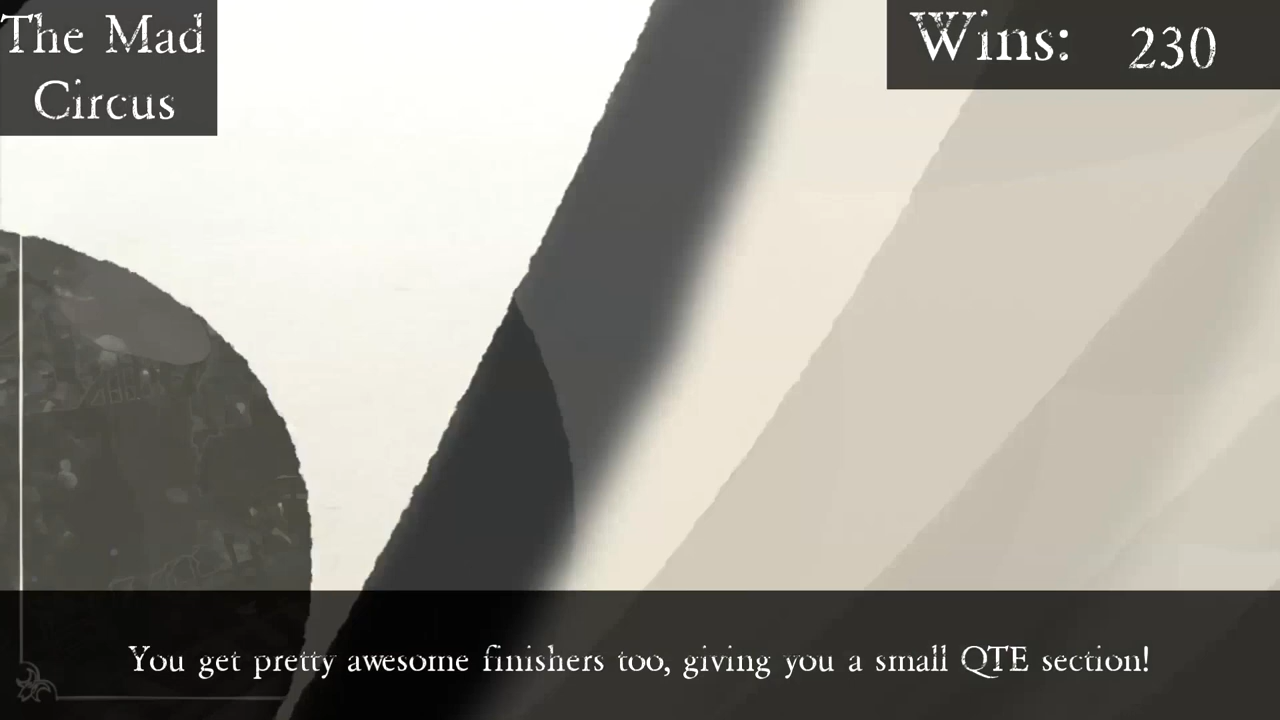 The Mad
Circus
Wins: 230
You get pretty awesome finishers too, giving you a small QTE section!